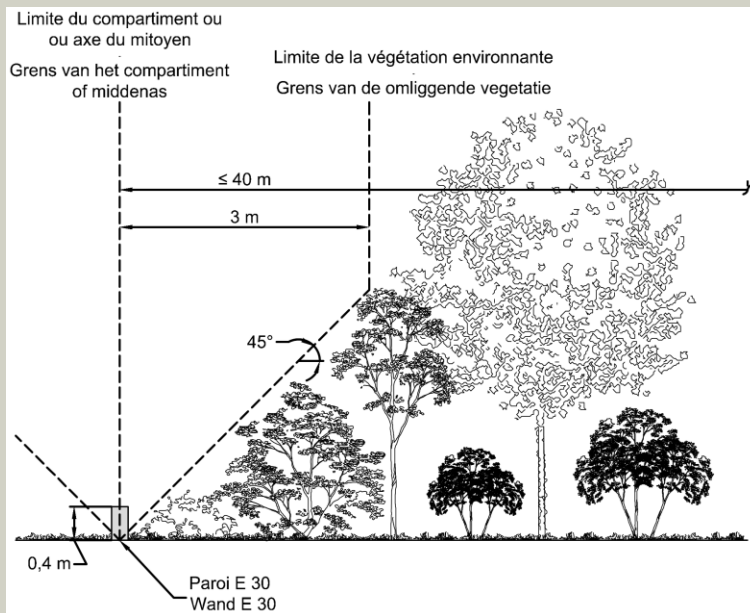 Limite du compartiment ou
ou axe du mitoyen
Grens van het compartiment
of middenas
Limite de la végétation environnante
Grens van de omliggende vegetatie
≤ 40 m
3 m
45°
0,4 m
Paroi E 30
Wand E 30